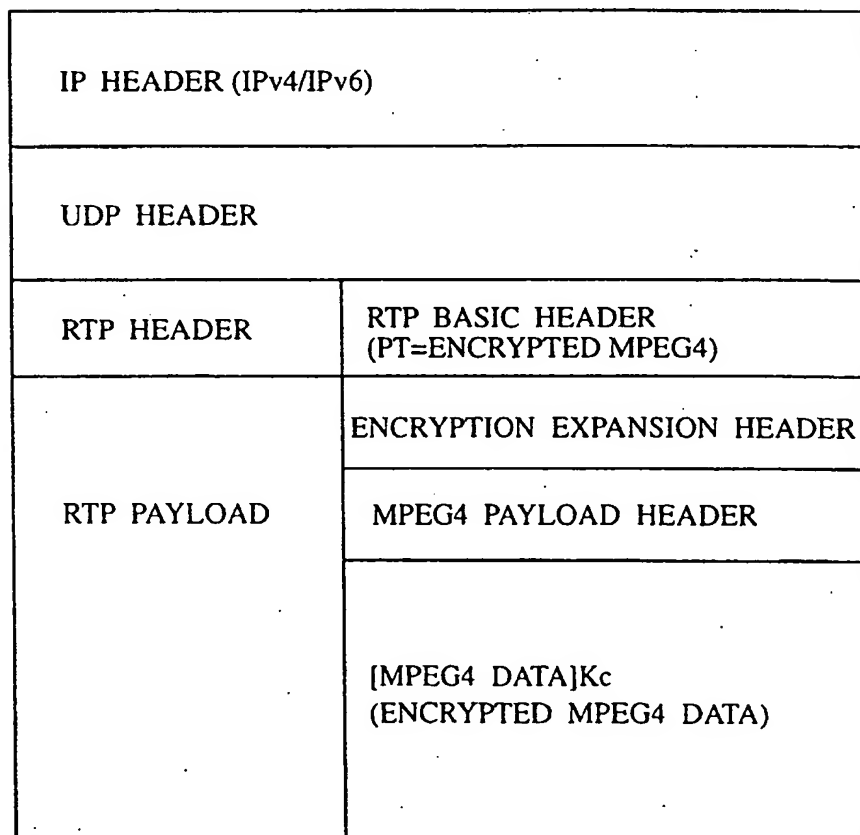 IP HEADER (IPv4/IPv6)
UDP HEADER
RTP HEADER
RTP BASIC HEADER
(PT=ENCRYPTED MPEG4)
RTP PAYLOAD
ENCRYPTION EXPANSION HEADER
MPEG4 PAYLOAD HEADER
[MPEG4 DATA]Kc
(ENCRYPTED MPEG4 DATA)